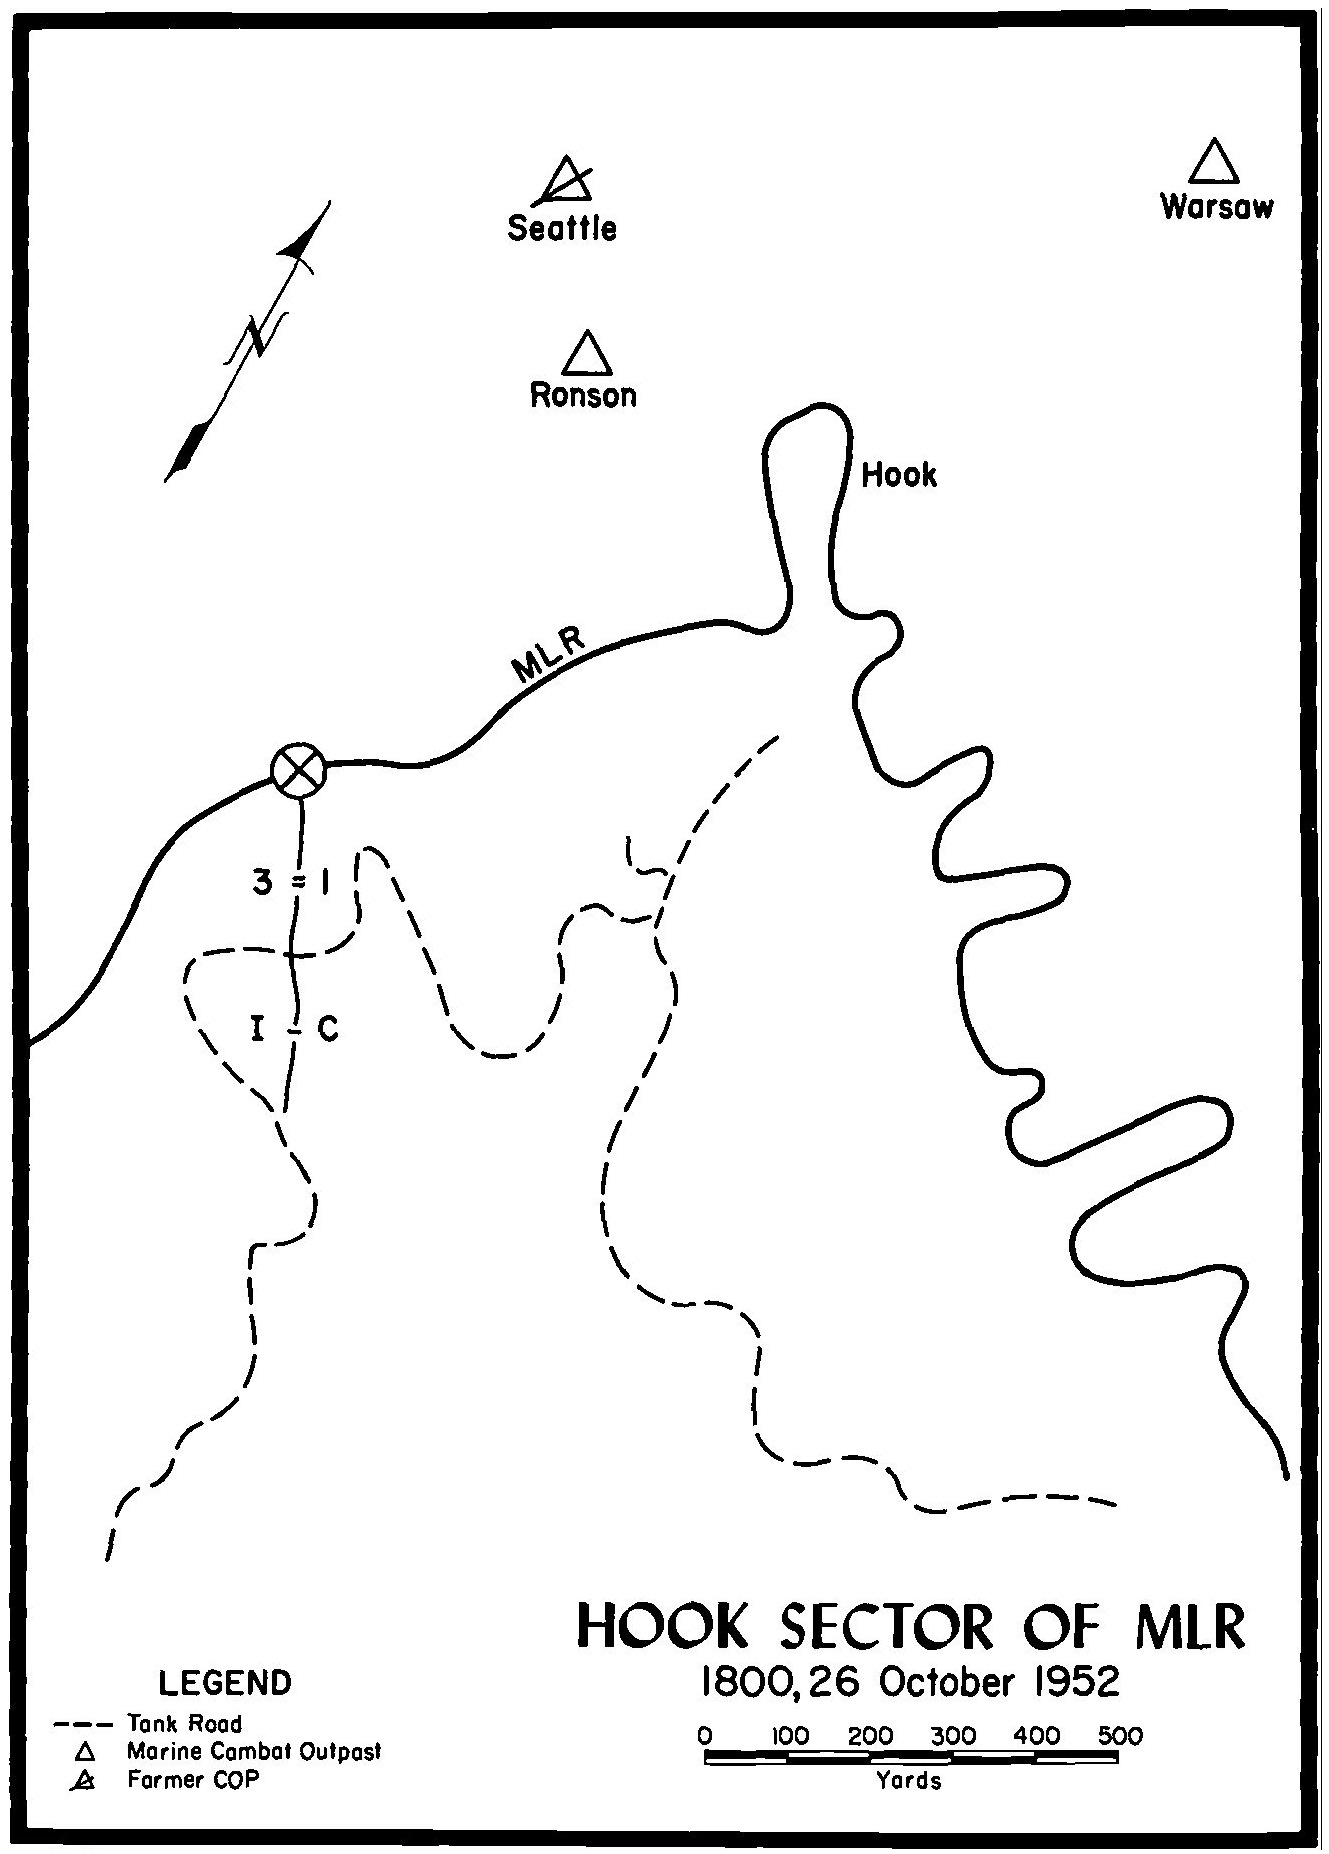 Seattle
Warsaw
N
Ronson
Hook
MLR
3 = 1
I - C
HOOK SECTOR OF MLR
1800, 26 October 1952
0 100 200 300 400 500
Yards
LEGEND
Tank Road
Marine Combat Outpost
Former COP